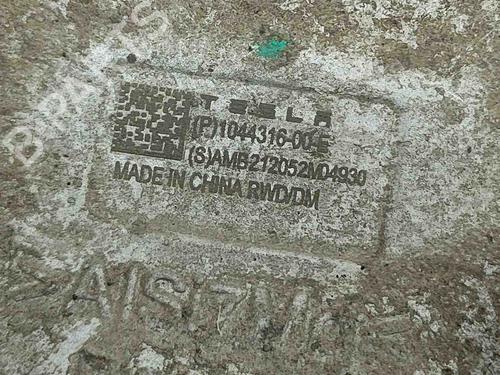 TESLA
(P)1044316-00-E
(S)AMB212052M04930
MADE IN CHINA RWD/DM